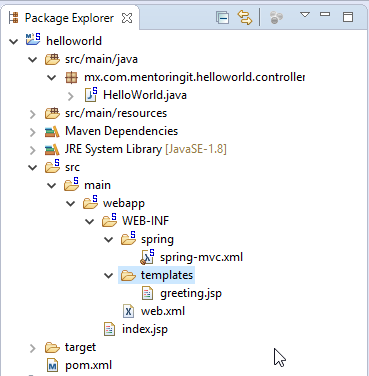 Package Explorer
helloworld
src/main/java
mx.com.mentoringit.helloworld.controller
HelloWorld.java
src/main/resources
Maven Dependencies
JRE System Library [JavaSE-1.8]
src
main
webapp
WEB-INF
spring
spring-mvc.xml
templates
greeting.jsp
web.xml
index.jsp
target
pom.xml